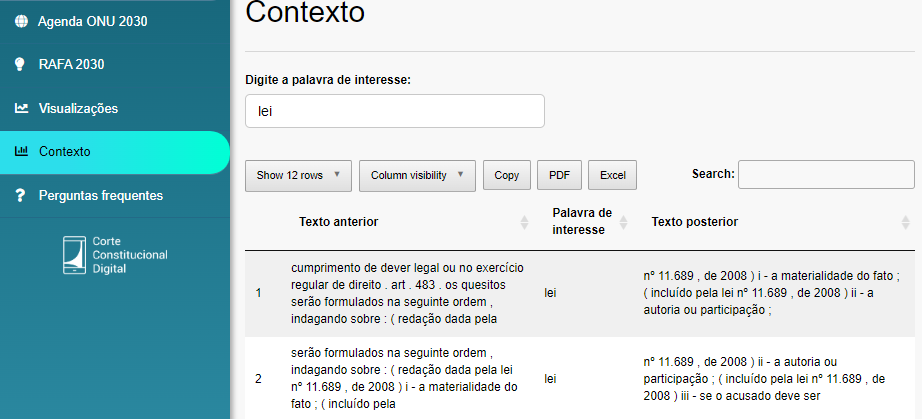 Agenda ONU 2030
RAFA 2030
Visualizações
Contexto
Perguntas frequentes
Corte
Constitucional
Digital
Contexto
Digite a palavra de interesse:
lei
Show 12 rows
Column visibility
Copy
PDF
Excel
Search:
Texto anterior
Palavra de
interesse
Texto posterior
1
cumprimento de dever legal ou no exercício
regular de direito . art . 483 . os quesitos
serão formulados na seguinte ordem ,
indagando sobre : ( redação dada pela
lei
nº 11.689 , de 2008 ) i - a materialidade do fato ;
( incluído pela lei nº 11.689 , de 2008 ) ii - a
autoria ou participação ;
2
serão formulados na seguinte ordem ,
indagando sobre : ( redação dada pela lei
nº 11.689 , de 2008 ) i - a materialidade do
fato ; ( incluído pela
lei
nº 11.689 , de 2008 ) ii - a autoria ou
participação ; ( incluído pela lei nº 11.689 , de
2008 ) iii - se o acusado deve ser